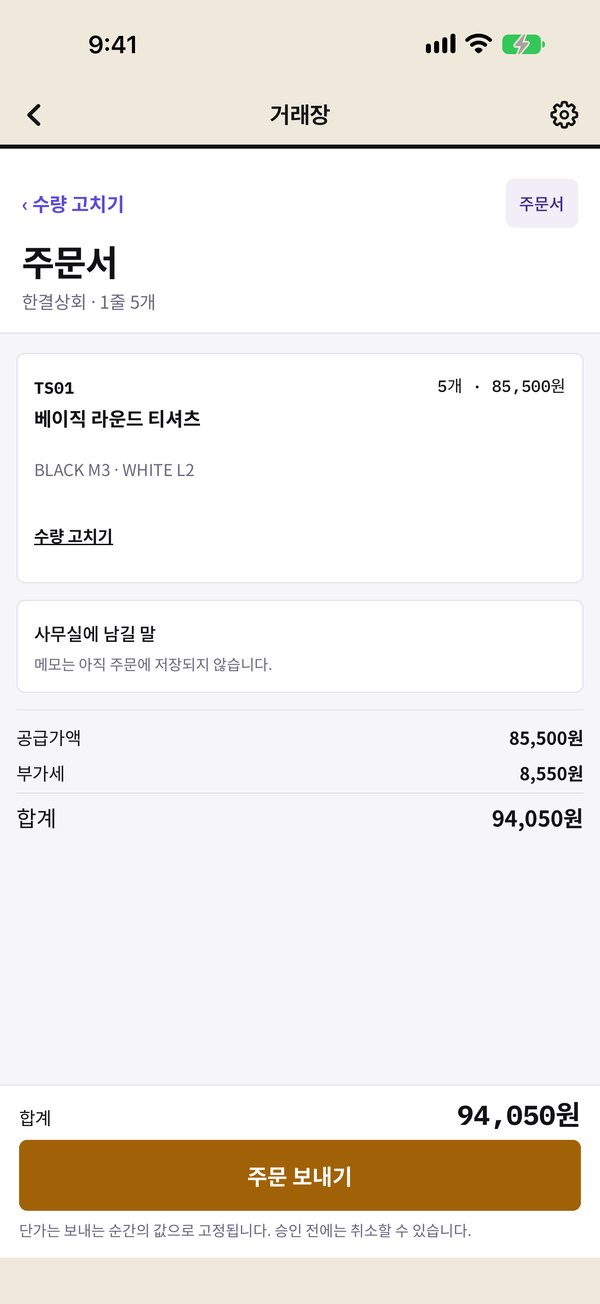 9:41
거래장
‹ 수량 고치기
주문서
주문서
한결상회 · 1줄 5개
TS01
5개 · 85,500원
베이직 라운드 티셔츠
BLACK M3 · WHITE L2
수량 고치기
사무실에 남길 말
메모는 아직 주문에 저장되지 않습니다.
공급가액 85,500원
부가세 8,550원
합계 94,050원
합계 94,050원
주문 보내기
단가는 보내는 순간의 값으로 고정됩니다. 승인 전에는 취소할 수 있습니다.